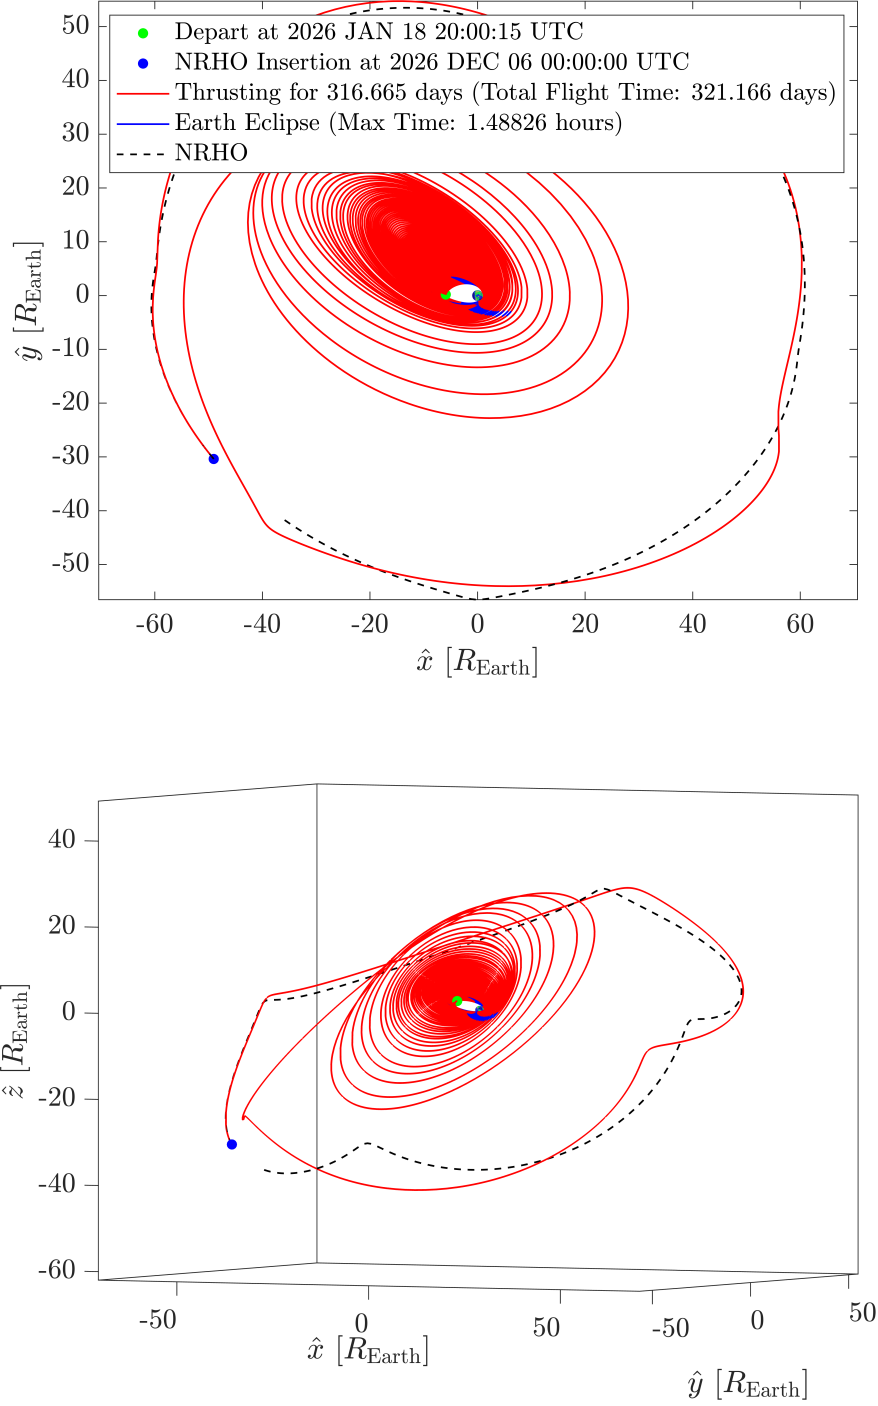 50
Depart at 2026 JAN 18 20:00:15 UTC
NRHO Insertion at 2026 DEC 06 00:00:00 UTC
40
Thrusting for 316.665 days (Total Flight Time: 321.166 days)
30
Earth Eclipse (Max Time: 1.48826 hours)
NRHO
20
10
0
-10
-20
-30
-40
-50
ŷ [R_Earth]
-60 -40 -20 0 20 40 60
x̂ [R_Earth]
40
20
0
-20
-40
-60
ẑ [R_Earth]
-50 0 50 -50 0 50
x̂ [R_Earth]
ŷ [R_Earth]